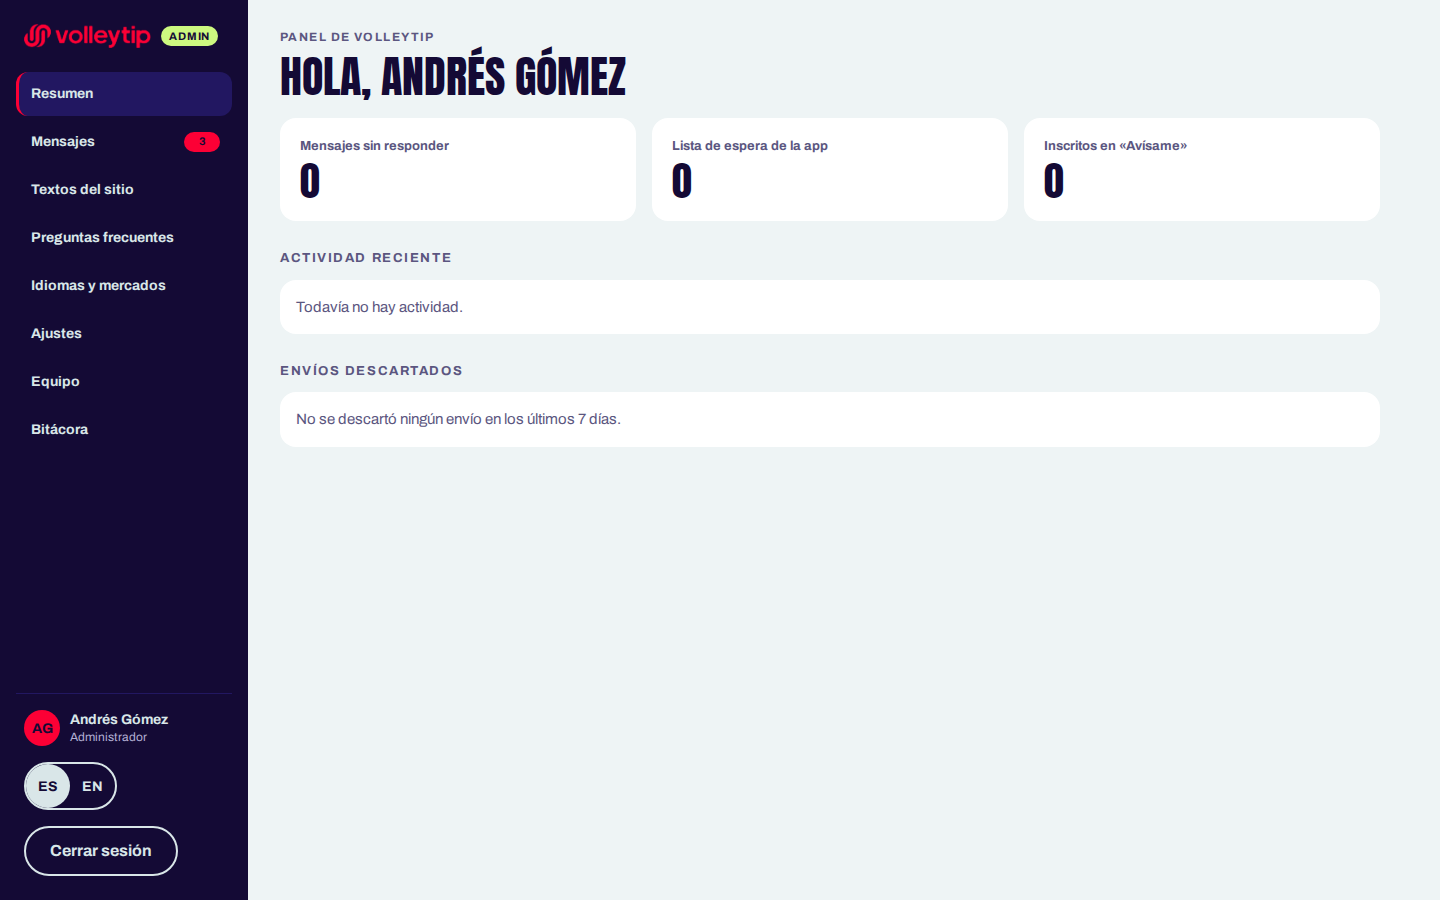 volleytip ADMIN
Resumen
Mensajes 3
Textos del sitio
Preguntas frecuentes
Idiomas y mercados
Ajustes
Equipo
Bitácora
AG
Andrés Gómez
Administrador
ES EN
Cerrar sesión
PANEL DE VOLLEYTIP
HOLA, ANDRÉS GÓMEZ
Mensajes sin responder
0
Lista de espera de la app
0
Inscritos en «Avísame»
0
ACTIVIDAD RECIENTE
Todavía no hay actividad.
ENVÍOS DESCARTADOS
No se descartó ningún envío en los últimos 7 días.